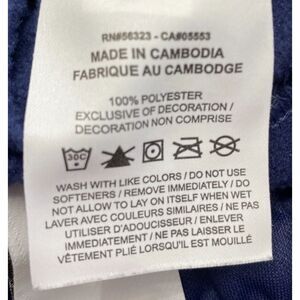 RN#56323 - CA#05553
MADE IN CAMBODIA
FABRIQUE AU CAMBODGE
100% POLYESTER
EXCLUSIVE OF DECORATION /
DECORATION NON COMPRISE
30C
WASH WITH LIKE COLORS / DO NOT USE
SOFTENERS / REMOVE IMMEDIATELY / DO
NOT ALLOW TO LAY ON ITSELF WHEN WET
LAVER AVEC COULEURS SIMILAIRES / NE PAS
UTILISER D'ADOUCISSEUR / ENLEVER
IMMEDIATEMENT / NE PAS LAISSER LE
VÊTEMENT PLIÉ LORSQU'IL EST MOUILLÉ